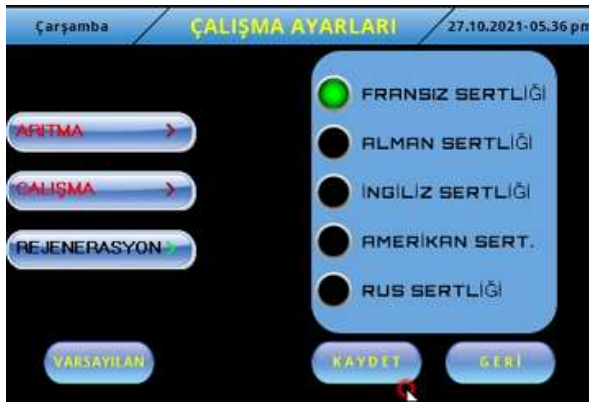 Çarşamba
ÇALIŞMA AYARLARI
27.10.2021-05.36 pm
FRANSIZ SERTLİĞİ
ARITMA
ALMAN SERTLİĞİ
ÇALIŞMA
İNGİLİZ SERTLİĞİ
REJENERASYON
AMERİKAN SERT.
RUS SERTLİĞİ
VARSAYILAN
KAYDET
GERİ